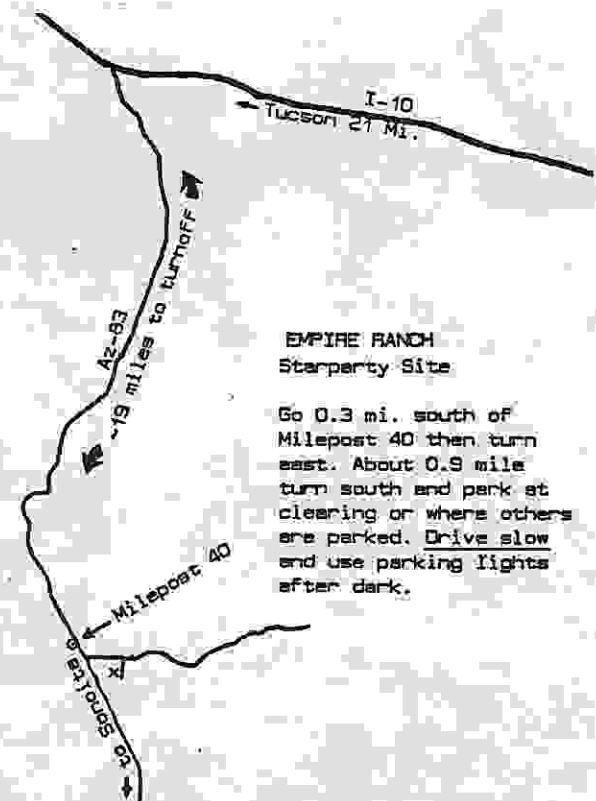 I-10
Tucson 21 Mi.
Az-83
~19 miles to turnoff
EMPIRE RANCH
Starparty Site
Go 0.3 mi. south of
Milepost 40 then turn
east. About 0.9 mile
turn south and park at
clearing or where others
are parked. Drive slow
and use parking lights
after dark.
Milepost 40
x
to Sonoita